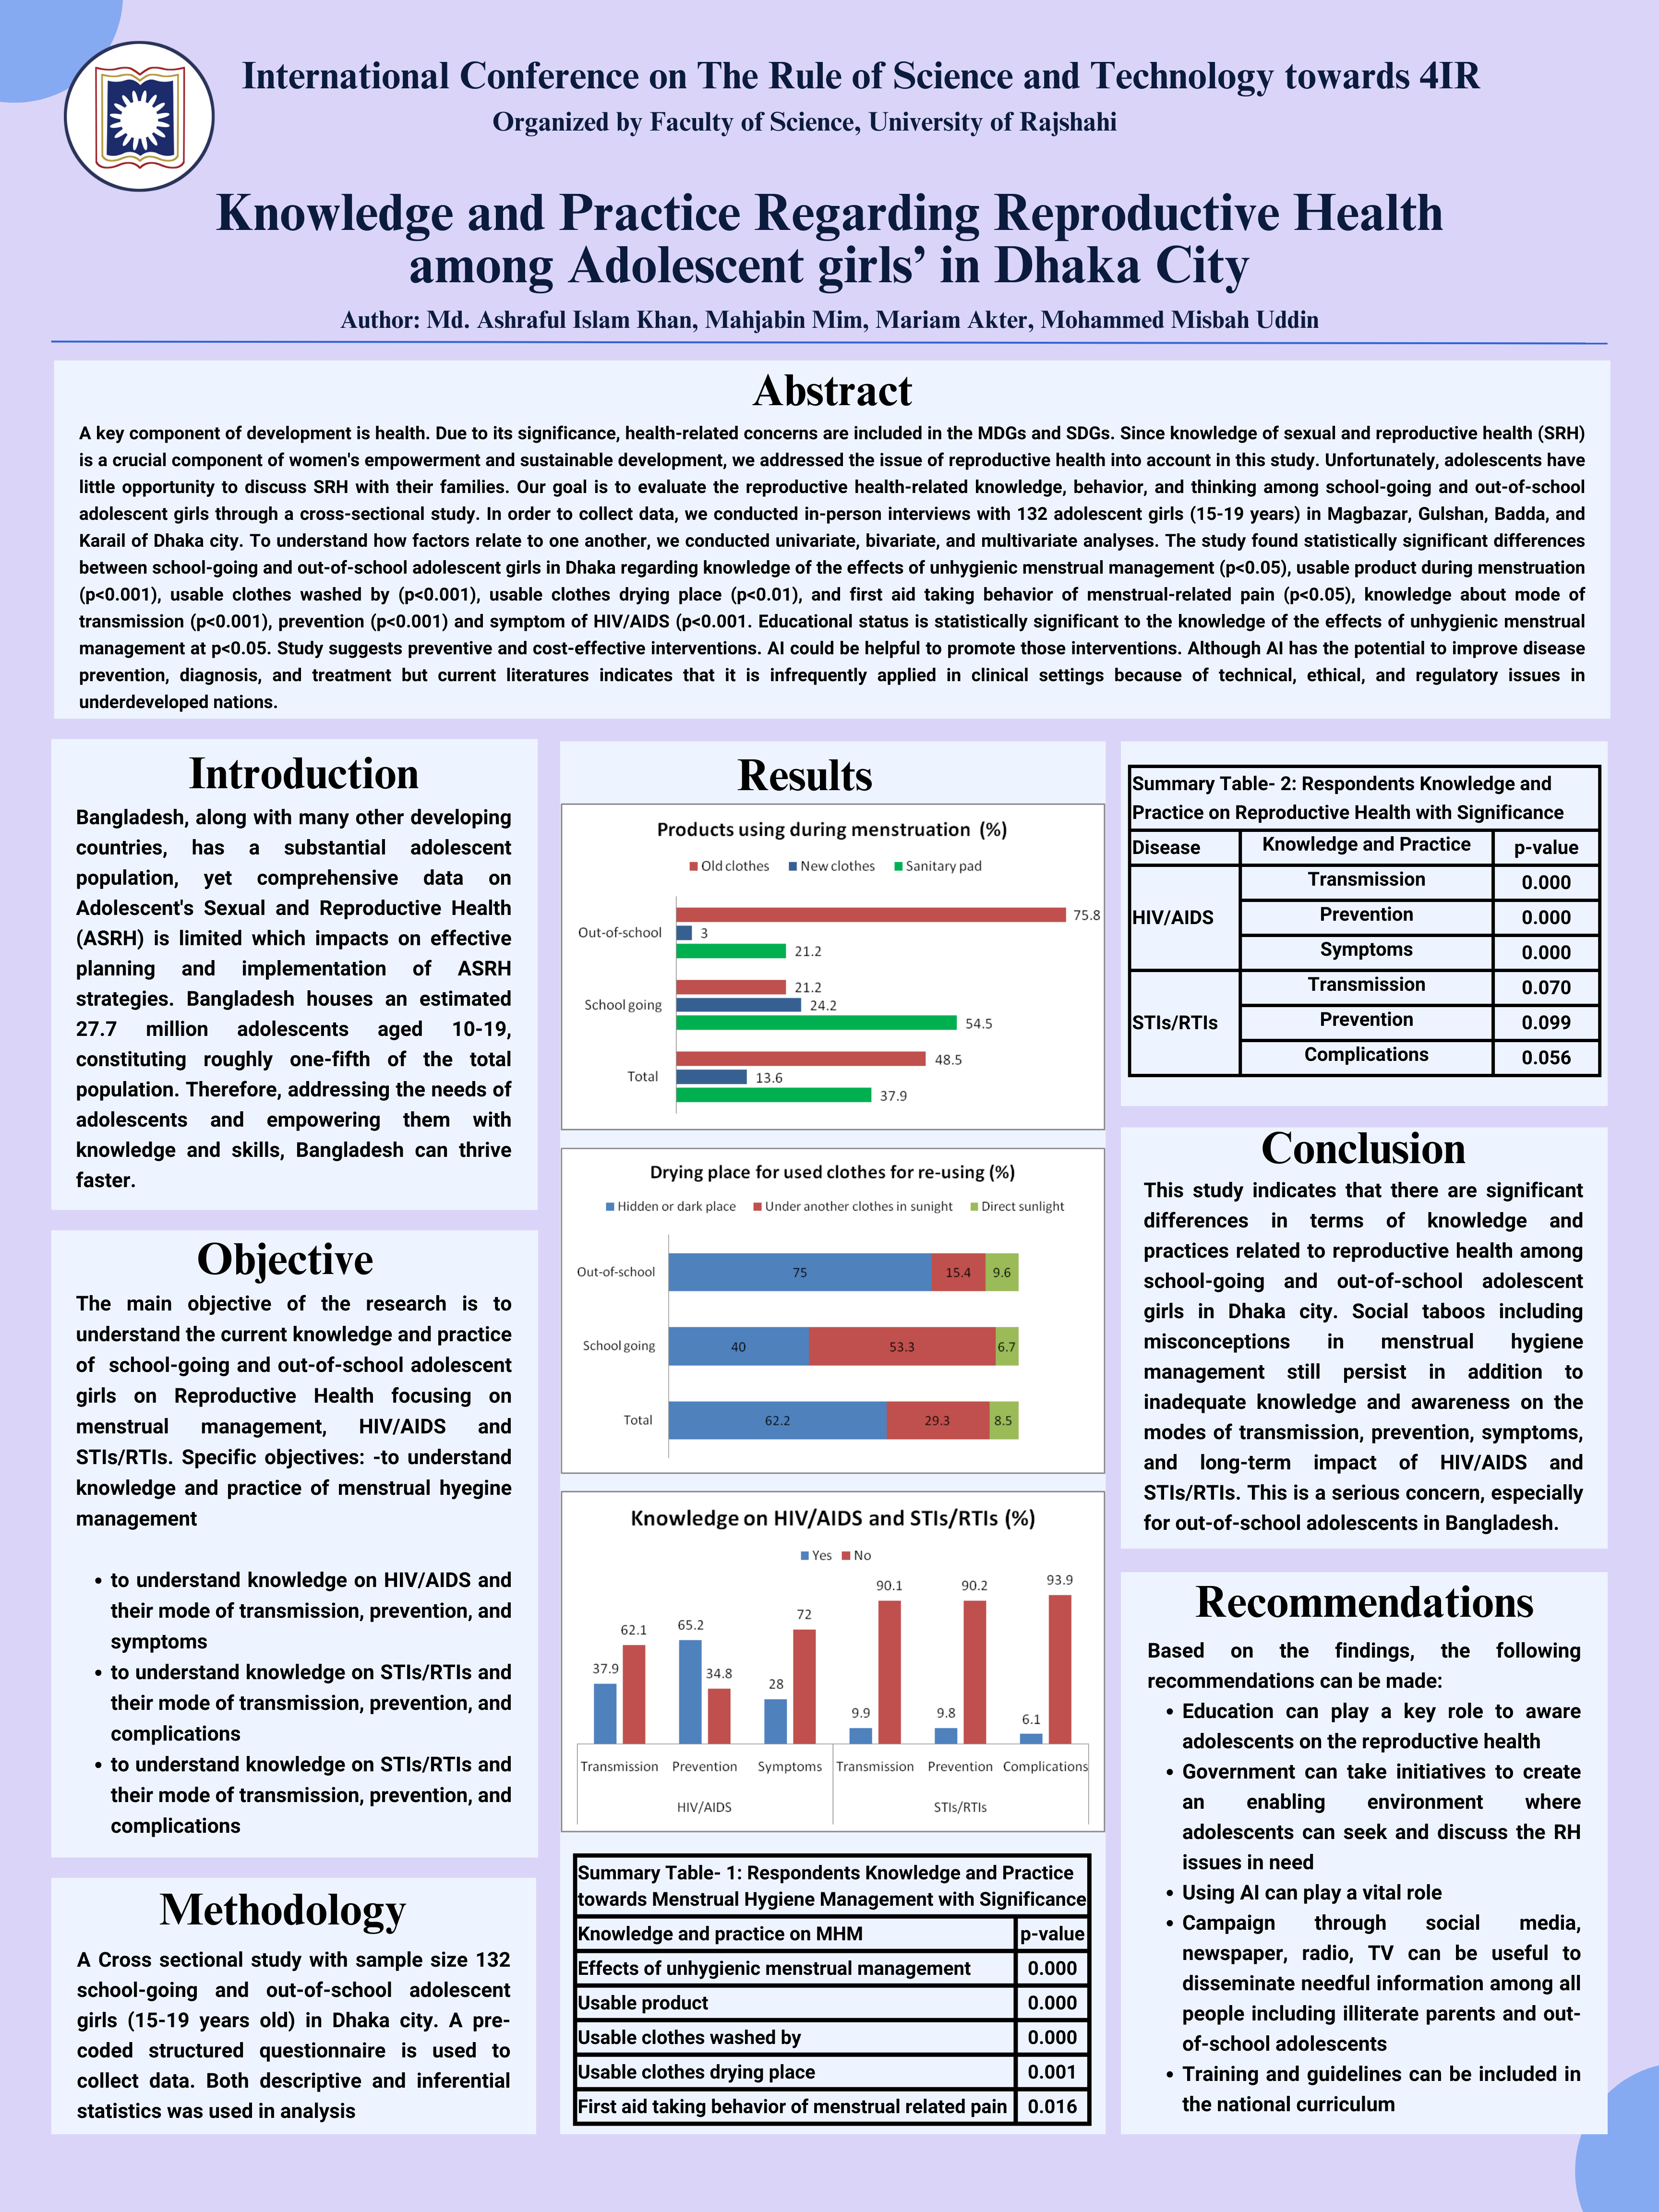 International Conference on The Rule of Science and Technology towards 4IR
Organized by Faculty of Science, University of Rajshahi
Knowledge and Practice Regarding Reproductive Health
among Adolescent girls’ in Dhaka City
Author: Md. Ashraful Islam Khan, Mahjabin Mim, Mariam Akter, Mohammed Misbah Uddin
Abstract
A key component of development is health. Due to its significance, health-related concerns are included in the MDGs and SDGs. Since knowledge of sexual and reproductive health (SRH)
is a crucial component of women's empowerment and sustainable development, we addressed the issue of reproductive health into account in this study. Unfortunately, adolescents have
little opportunity to discuss SRH with their families. Our goal is to evaluate the reproductive health-related knowledge, behavior, and thinking among school-going and out-of-school
adolescent girls through a cross-sectional study. In order to collect data, we conducted in-person interviews with 132 adolescent girls (15-19 years) in Magbazar, Gulshan, Badda, and
Karail of Dhaka city. To understand how factors relate to one another, we conducted univariate, bivariate, and multivariate analyses. The study found statistically significant differences
between school-going and out-of-school adolescent girls in Dhaka regarding knowledge of the effects of unhygienic menstrual management (p<0.05), usable product during menstruation
(p<0.001), usable clothes washed by (p<0.001), usable clothes drying place (p<0.01), and first aid taking behavior of menstrual-related pain (p<0.05), knowledge about mode of
transmission (p<0.001), prevention (p<0.001) and symptom of HIV/AIDS (p<0.001. Educational status is statistically significant to the knowledge of the effects of unhygienic menstrual
management at p<0.05. Study suggests preventive and cost-effective interventions. AI could be helpful to promote those interventions. Although AI has the potential to improve disease
prevention, diagnosis, and treatment but current literatures indicates that it is infrequently applied in clinical settings because of technical, ethical, and regulatory issues in
underdeveloped nations.
Introduction
Bangladesh, along with many other developing
countries, has a substantial adolescent
population, yet comprehensive data on
Adolescent's Sexual and Reproductive Health
(ASRH) is limited which impacts on effective
planning and implementation of ASRH
strategies. Bangladesh houses an estimated
27.7 million adolescents aged 10-19,
constituting roughly one-fifth of the total
population. Therefore, addressing the needs of
adolescents and empowering them with
knowledge and skills, Bangladesh can thrive
faster.
Objective
The main objective of the research is to
understand the current knowledge and practice
of school-going and out-of-school adolescent
girls on Reproductive Health focusing on
menstrual management, HIV/AIDS and
STIs/RTIs. Specific objectives: -to understand
knowledge and practice of menstrual hyegine
management
• to understand knowledge on HIV/AIDS and
their mode of transmission, prevention, and
symptoms
• to understand knowledge on STIs/RTIs and
their mode of transmission, prevention, and
complications
• to understand knowledge on STIs/RTIs and
their mode of transmission, prevention, and
complications
Methodology
A Cross sectional study with sample size 132
school-going and out-of-school adolescent
girls (15-19 years old) in Dhaka city. A pre-
coded structured questionnaire is used to
collect data. Both descriptive and inferential
statistics was used in analysis
Results
Products using during menstruation (%)
Old clothes New clothes Sanitary pad
75.8
Out-of-school 3
21.2
21.2
School going 24.2
54.5
48.5
Total 13.6
37.9
Drying place for used clothes for re-using (%)
Hidden or dark place Under another clothes in sunight Direct sunlight
Out-of-school 75 15.4 9.6
School going 40 53.3 6.7
Total 62.2 29.3 8.5
Knowledge on HIV/AIDS and STIs/RTIs (%)
Yes No
37.9 62.1 65.2 34.8 28 72 9.9 90.1 9.8 90.2 6.1 93.9
Transmission Prevention Symptoms Transmission Prevention Complications
HIV/AIDS STIs/RTIs
Summary Table- 1: Respondents Knowledge and Practice
towards Menstrual Hygiene Management with Significance
Knowledge and practice on MHM p-value
Effects of unhygienic menstrual management 0.000
Usable product 0.000
Usable clothes washed by 0.000
Usable clothes drying place 0.001
First aid taking behavior of menstrual related pain 0.016
Summary Table- 2: Respondents Knowledge and
Practice on Reproductive Health with Significance
Disease Knowledge and Practice p-value
Transmission 0.000
HIV/AIDS Prevention 0.000
Symptoms 0.000
Transmission 0.070
STIs/RTIs Prevention 0.099
Complications 0.056
Conclusion
This study indicates that there are significant
differences in terms of knowledge and
practices related to reproductive health among
school-going and out-of-school adolescent
girls in Dhaka city. Social taboos including
misconceptions in menstrual hygiene
management still persist in addition to
inadequate knowledge and awareness on the
modes of transmission, prevention, symptoms,
and long-term impact of HIV/AIDS and
STIs/RTIs. This is a serious concern, especially
for out-of-school adolescents in Bangladesh.
Recommendations
Based on the findings, the following
recommendations can be made:
• Education can play a key role to aware
adolescents on the reproductive health
• Government can take initiatives to create
an enabling environment where
adolescents can seek and discuss the RH
issues in need
• Using AI can play a vital role
• Campaign through social media,
newspaper, radio, TV can be useful to
disseminate needful information among all
people including illiterate parents and out-
of-school adolescents
• Training and guidelines can be included in
the national curriculum